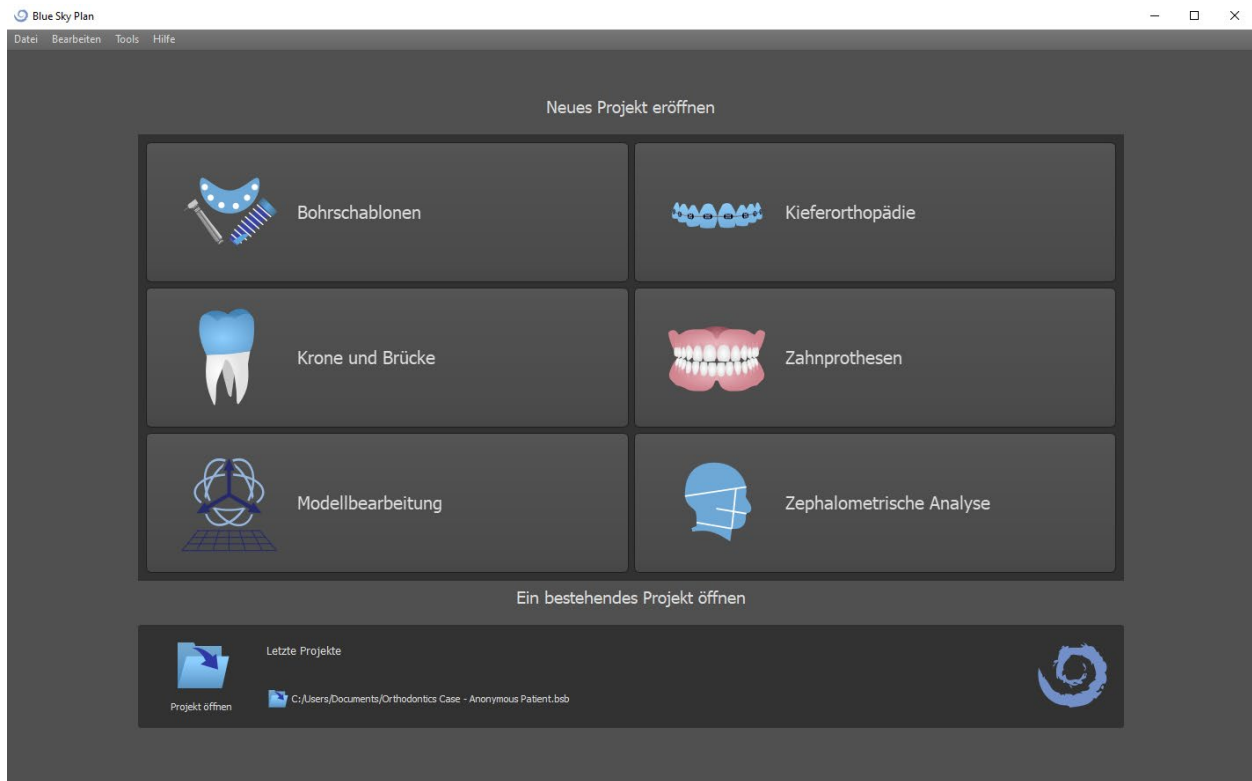 Blue Sky Plan
Datei Bearbeiten Tools Hilfe
Neues Projekt eröffnen
Bohrschablonen
Kieferorthopädie
Krone und Brücke
Zahnprothesen
Modellbearbeitung
Zephalometrische Analyse
Ein bestehendes Projekt öffnen
Letzte Projekte
C:/Users/Documents/Orthodontics Case - Anonymous Patient.bsb
Projekt öffnen